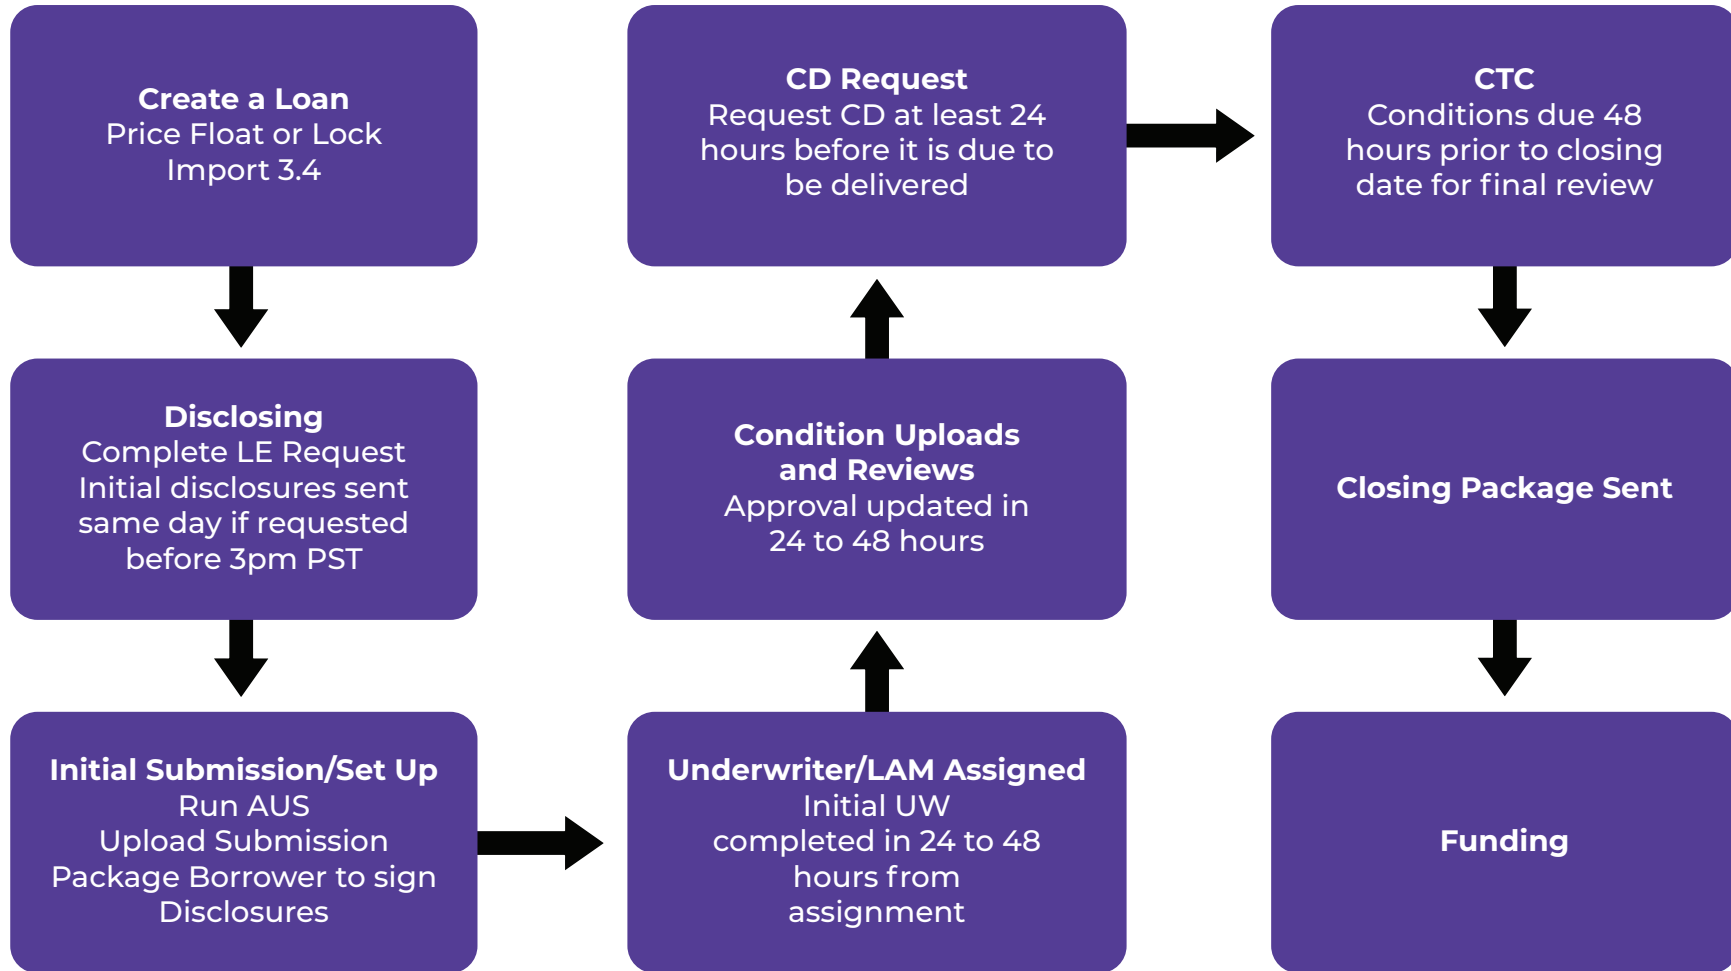 Create a Loan
Price Float or Lock
Import 3.4
Disclosing
Complete LE Request
Initial disclosures sent
same day if requested
before 3pm PST
Initial Submission/Set Up
Run AUS
Upload Submission
Package Borrower to sign
Disclosures
Underwriter/LAM Assigned
Initial UW
completed in 24 to 48
hours from
assignment
Condition Uploads
and Reviews
Approval updated in
24 to 48 hours
CD Request
Request CD at least 24
hours before it is due to
be delivered
CTC
Conditions due 48
hours prior to closing
date for final review
Closing Package Sent
Funding